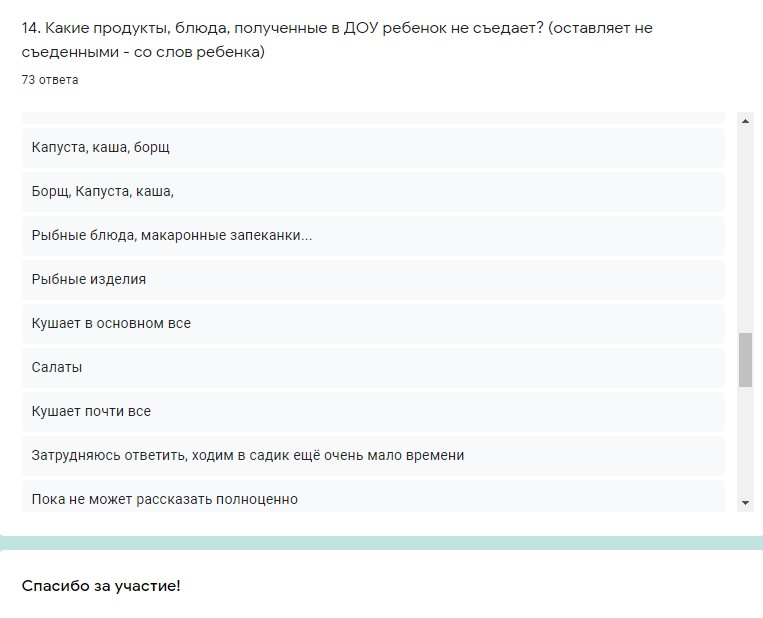 14. Какие продукты, блюда, полученные в ДОУ ребенок не съедает? (оставляет не
съеденными - со слов ребенка)
73 ответа
Капуста, каша, борщ
Борщ, Капуста, каша,
Рыбные блюда, макаронные запеканки...
Рыбные изделия
Кушает в основном все
Салаты
Кушает почти все
Затрудняюсь ответить, ходим в садик ещё очень мало времени
Пока не может рассказать полноценно
Спасибо за участие!